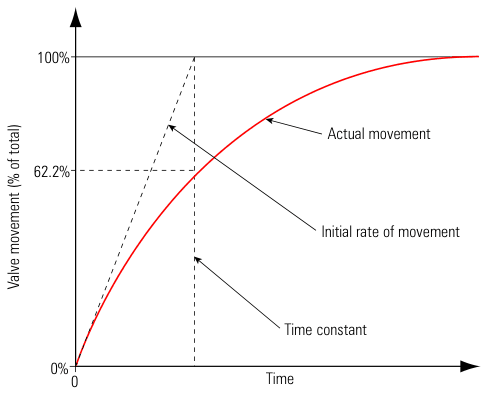 100%
Actual movement
62.2%
Valve movement (% of total)
Initial rate of movement
Time constant
0%
0
Time